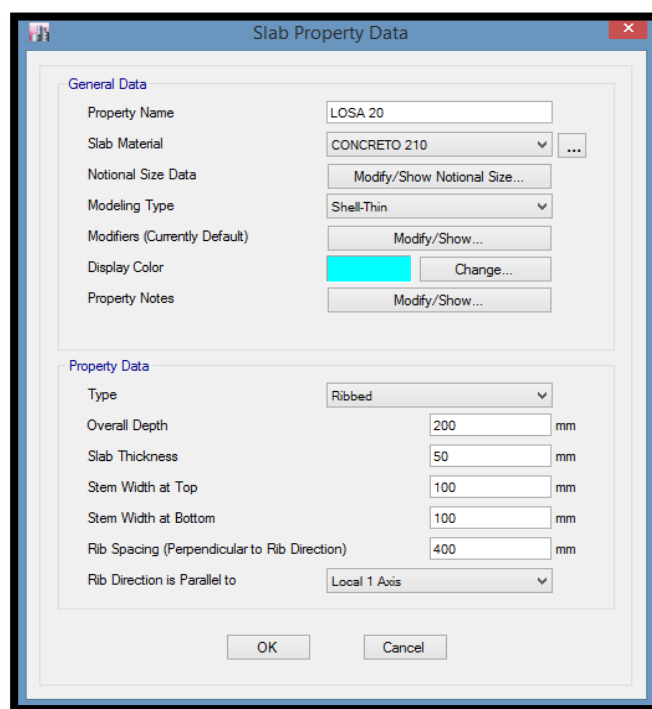 Slab Property Data
General Data
Property Name LOSA 20
Slab Material CONCRETO 210 ...
Notional Size Data Modify/Show Notional Size...
Modeling Type Shell-Thin
Modifiers (Currently Default) Modify/Show...
Display Color Change...
Property Notes Modify/Show...
Property Data
Type Ribbed
Overall Depth 200 mm
Slab Thickness 50 mm
Stem Width at Top 100 mm
Stem Width at Bottom 100 mm
Rib Spacing (Perpendicular to Rib Direction) 400 mm
Rib Direction is Parallel to Local 1 Axis
OK Cancel